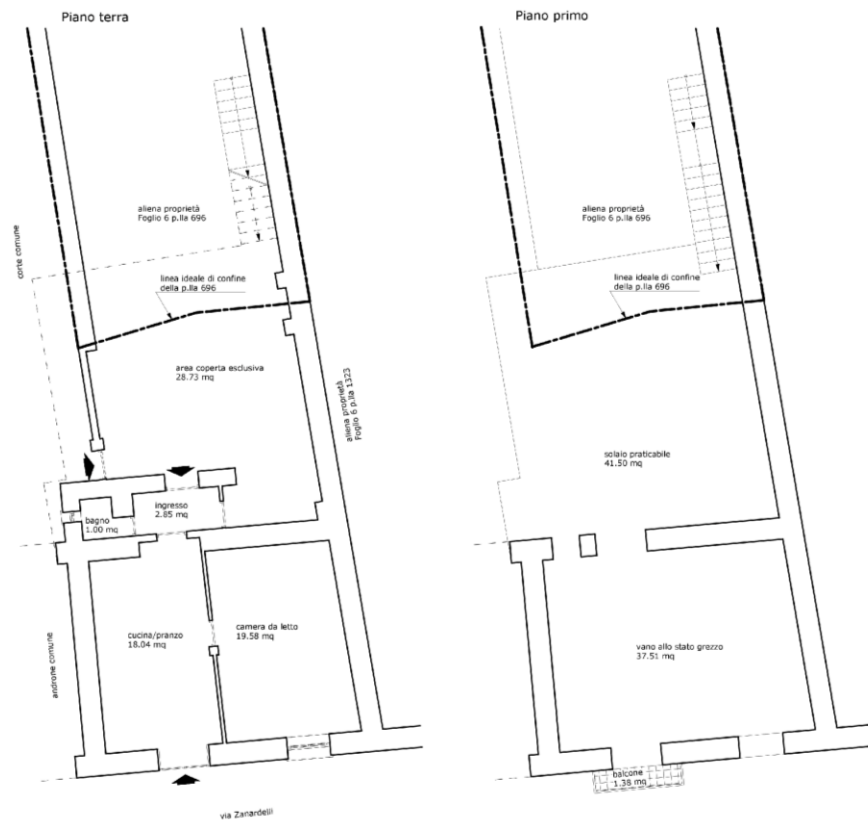 Piano terra
aliena proprietà
Foglio 6 p.lla 696
corte comune
linea ideale di confine
della p.lla 696
area coperta esclusiva
28.73 mq
aliena proprietà
Foglio 6 p.lla 1323
ingresso
2.85 mq
bagno
1.00 mq
cucina/pranzo
18.04 mq
camera da letto
19.58 mq
androne comune
via Zanardelli
Piano primo
aliena proprietà
Foglio 6 p.lla 696
linea ideale di confine
della p.lla 696
solaio praticabile
41.50 mq
vano allo stato grezzo
37.51 mq
balcone
1.38 mq